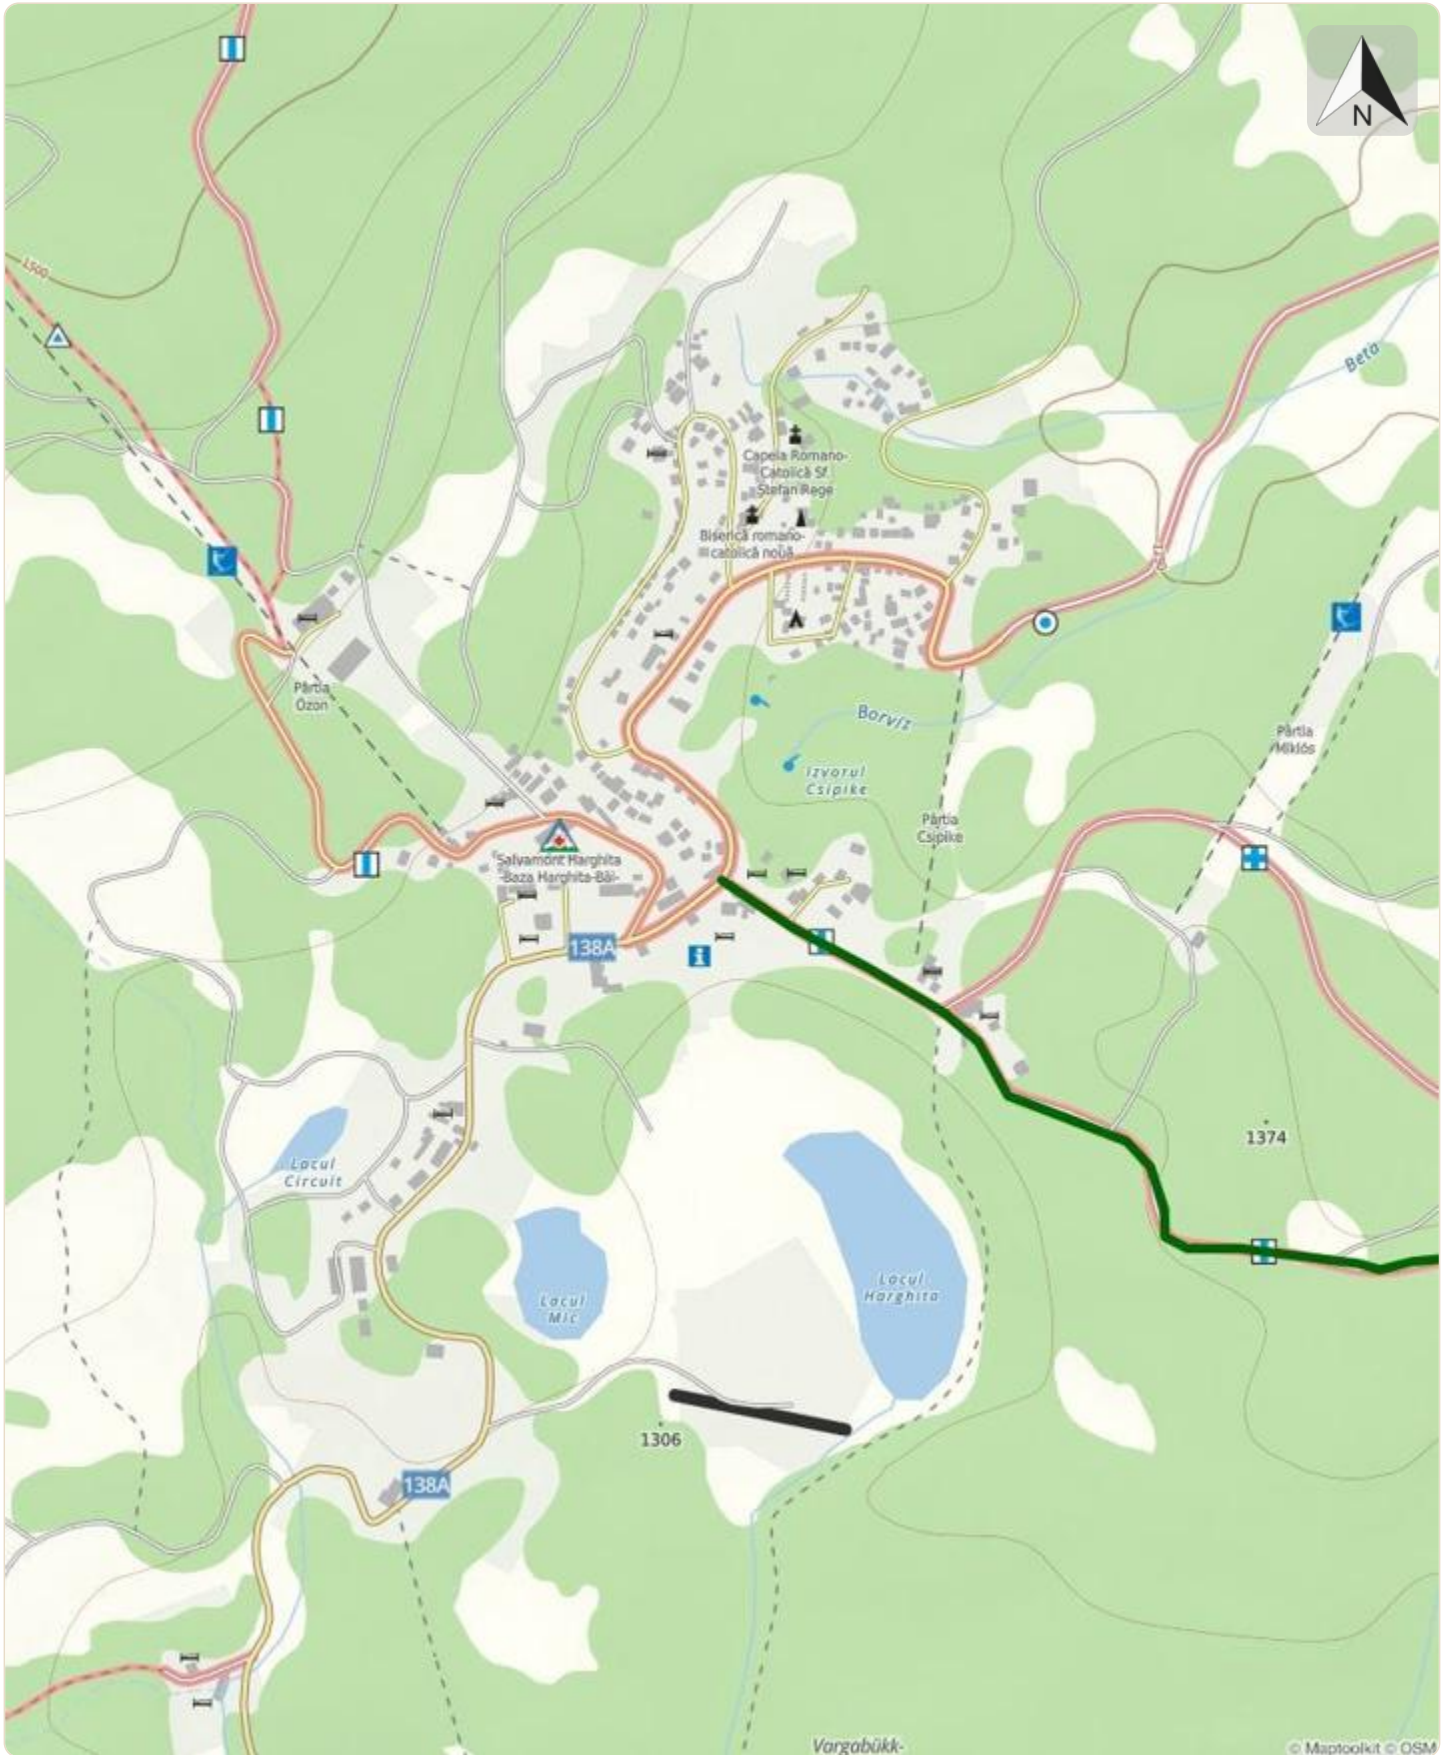 N
1500
Beta
Capela Romano-
Catolică Sf.
Ștefan Rege
Biserica romano-
catolică nouă
Pârtia
Ozon
Borvíz
Izvorul
Csipike
Pârtia
Miklós
Pârtia
Csipike
Salvamont Harghita
-Baza Harghita-Băi-
138A
i
1374
Lacul
Circuit
Lacul
Mic
Lacul
Harghita
1306
138A
Vargabükk-
© Maptoolkit © OSM